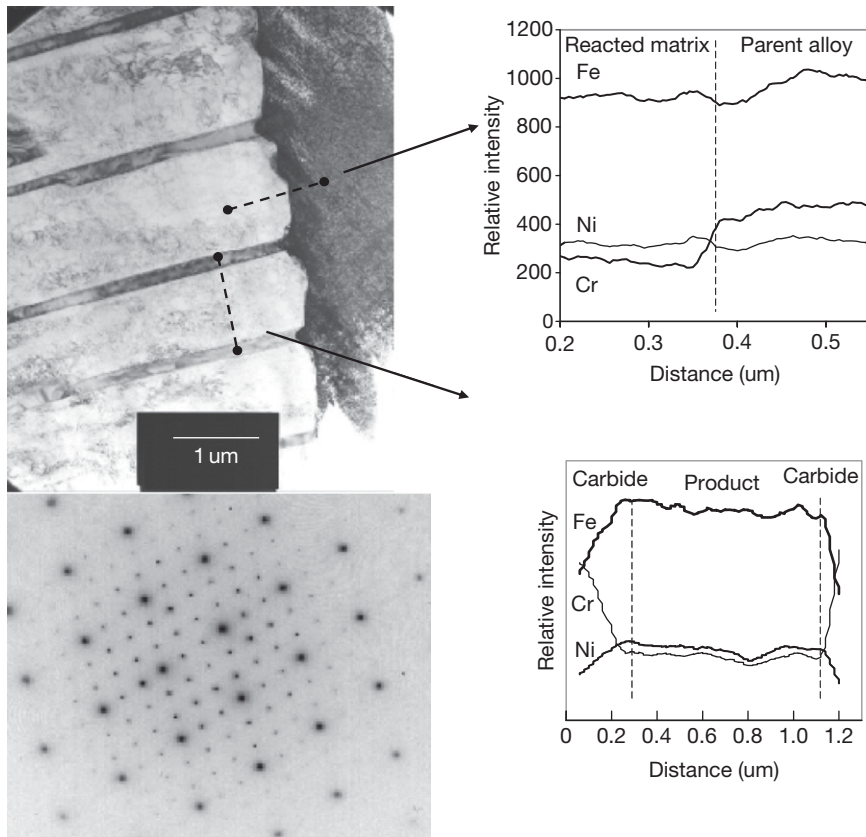 1 um
Reacted matrix Parent alloy
1200
1000
800
600
400
200
0
Fe
Ni
Cr
Relative intensity
0.2 0.3 0.4 0.5
Distance (um)
Carbide Product Carbide
Fe
Cr
Ni
Relative intensity
0 0.2 0.4 0.6 0.8 1.0 1.2
Distance (um)